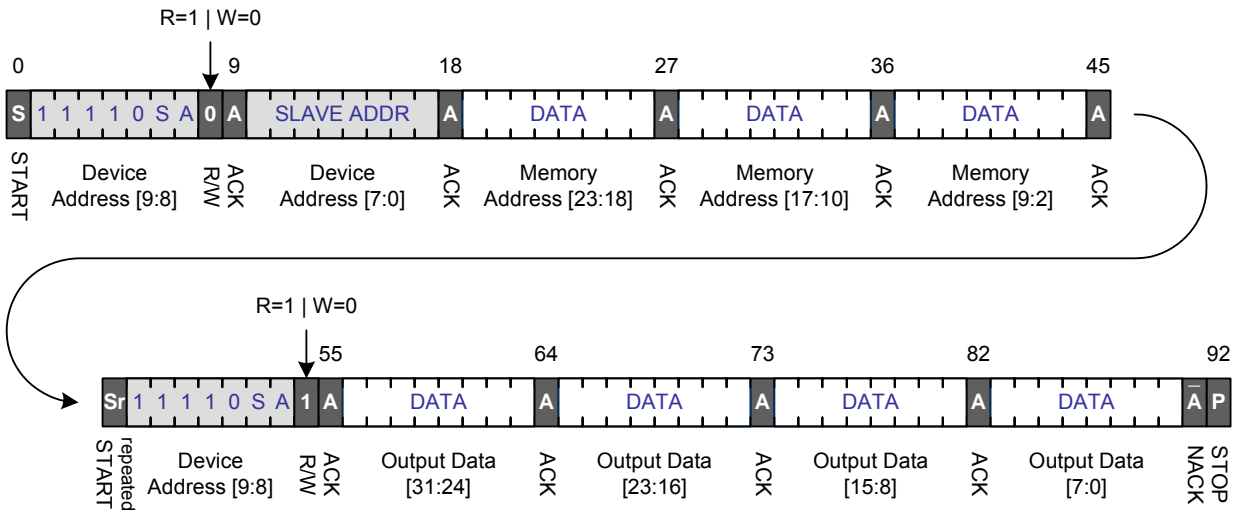 R=1 | W=0
0 9 18 27 36 45
S 1 1 1 1 0 S A 0 A SLAVE ADDR A DATA A DATA A DATA A
START Device Address [9:8] R/W ACK Device Address [7:0] ACK Memory Address [23:18] ACK Memory Address [17:10] ACK Memory Address [9:2] ACK
R=1 | W=0
55 64 73 82 92
Sr 1 1 1 1 0 S A 1 A DATA A DATA A DATA A DATA A̅ P
repeated START Device Address [9:8] R/W ACK Output Data [31:24] ACK Output Data [23:16] ACK Output Data [15:8] ACK Output Data [7:0] NACK STOP